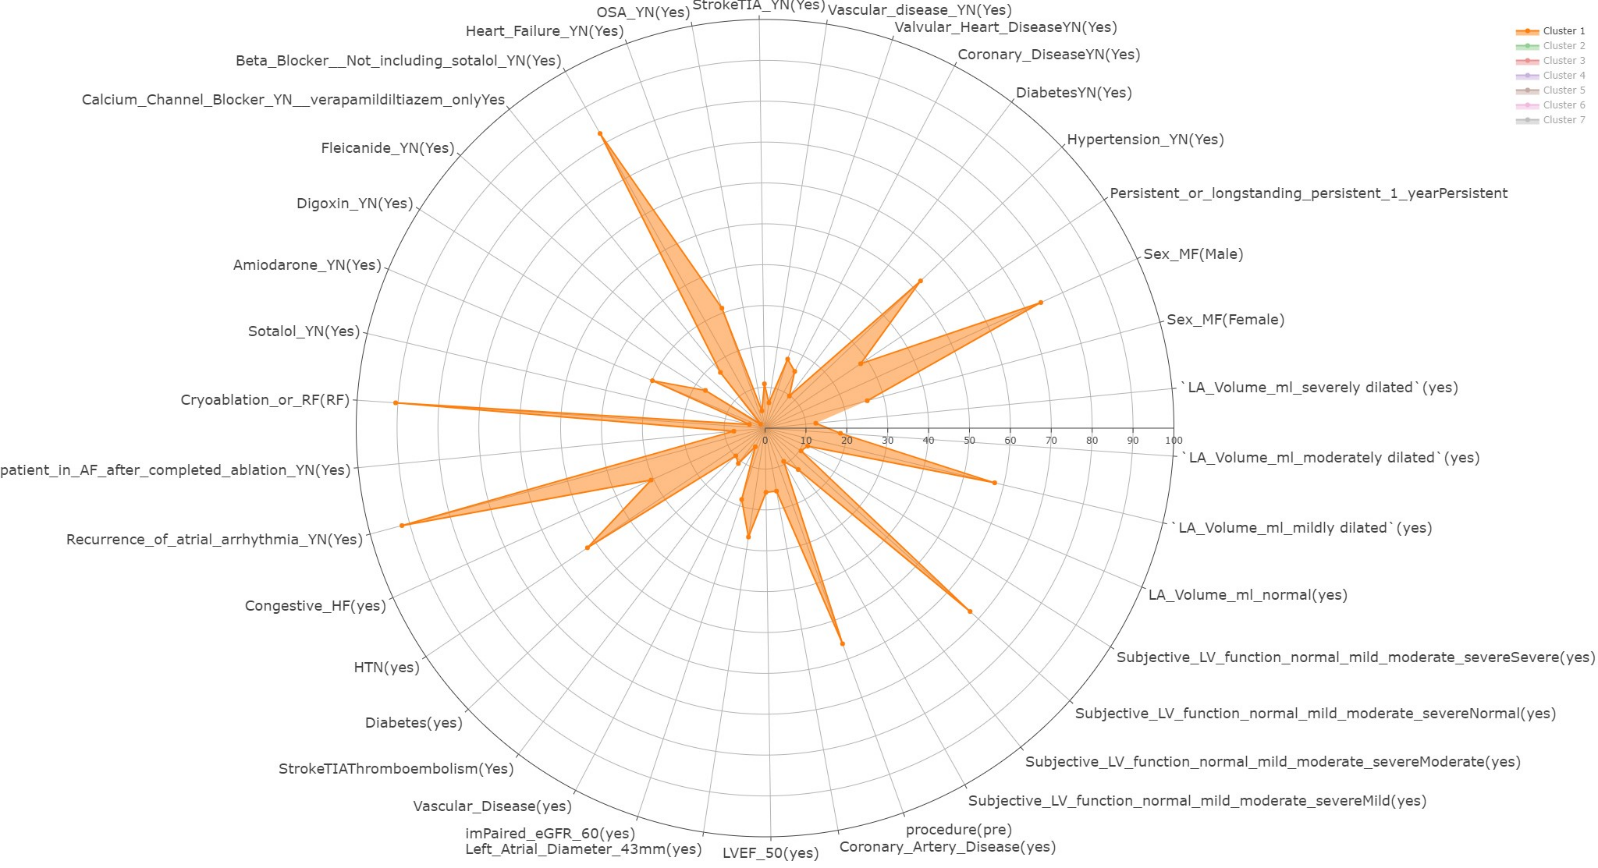 StrokeTIA_YN(Yes)
Vascular_disease_YN(Yes)
OSA_YN(Yes)
Valvular_Heart_DiseaseYN(Yes)
Heart_Failure_YN(Yes)
Coronary_DiseaseYN(Yes)
Beta_Blocker__Not_including_sotalol_YN(Yes)
DiabetesYN(Yes)
Calcium_Channel_Blocker_YN__verapamildiltiazem_onlyYes
Hypertension_YN(Yes)
Fleicanide_YN(Yes)
Persistent_or_longstanding_persistent_1_yearPersistent
Digoxin_YN(Yes)
Sex_MF(Male)
Amiodarone_YN(Yes)
Sex_MF(Female)
Sotalol_YN(Yes)
`LA_Volume_ml_severely dilated`(yes)
Cryoablation_or_RF(RF)
0 10 20 30 40 50 60 70 80 90 100
`LA_Volume_ml_moderately dilated`(yes)
patient_in_AF_after_completed_ablation_YN(Yes)
`LA_Volume_ml_mildly dilated`(yes)
Recurrence_of_atrial_arrhythmia_YN(Yes)
LA_Volume_ml_normal(yes)
Congestive_HF(yes)
Subjective_LV_function_normal_mild_moderate_severeSevere(yes)
HTN(yes)
Subjective_LV_function_normal_mild_moderate_severeNormal(yes)
Diabetes(yes)
Subjective_LV_function_normal_mild_moderate_severeModerate(yes)
StrokeTIAThromboembolism(Yes)
Subjective_LV_function_normal_mild_moderate_severeMild(yes)
Vascular_Disease(yes)
procedure(pre)
imPaired_eGFR_60(yes)
Coronary_Artery_Disease(yes)
Left_Atrial_Diameter_43mm(yes)
LVEF_50(yes)
Cluster 1
Cluster 2
Cluster 3
Cluster 4
Cluster 5
Cluster 6
Cluster 7